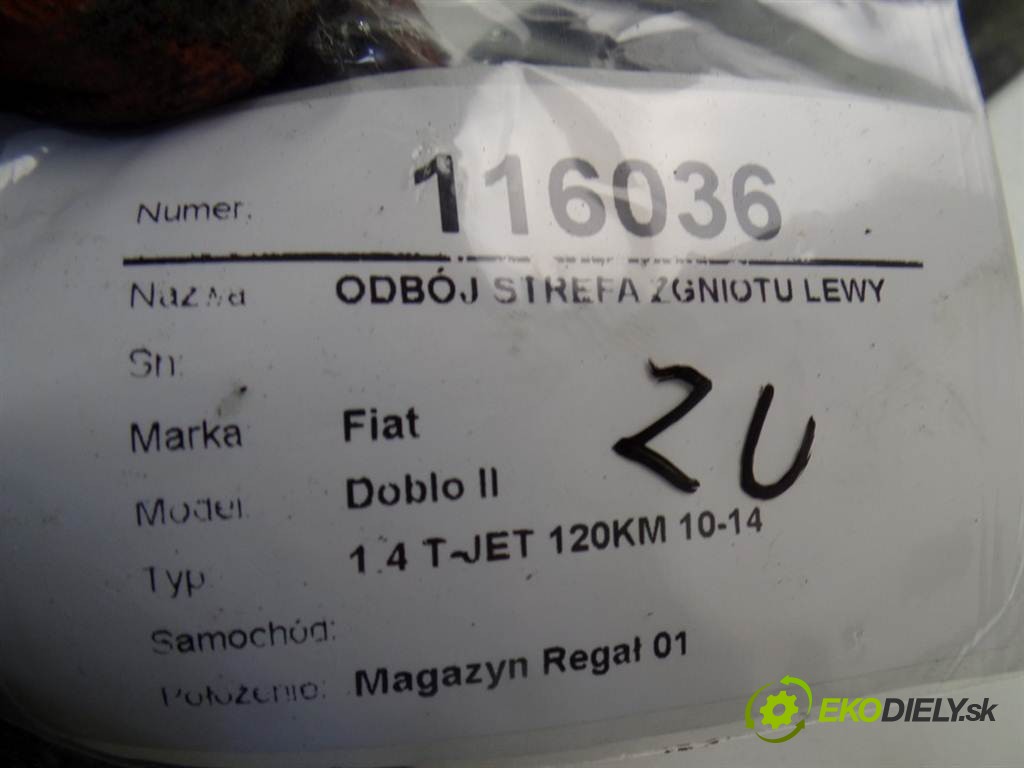 Numer. 116036
Nazwa ODBÓJ STREFA ZGNIOTU LEWY
Sn:
Marka Fiat
Model. Doblo II
Typ 1.4 T-JET 120KM 10-14
Samochód:
Położenie: Magazyn Regał 01
ZU
EKODIELY.sk